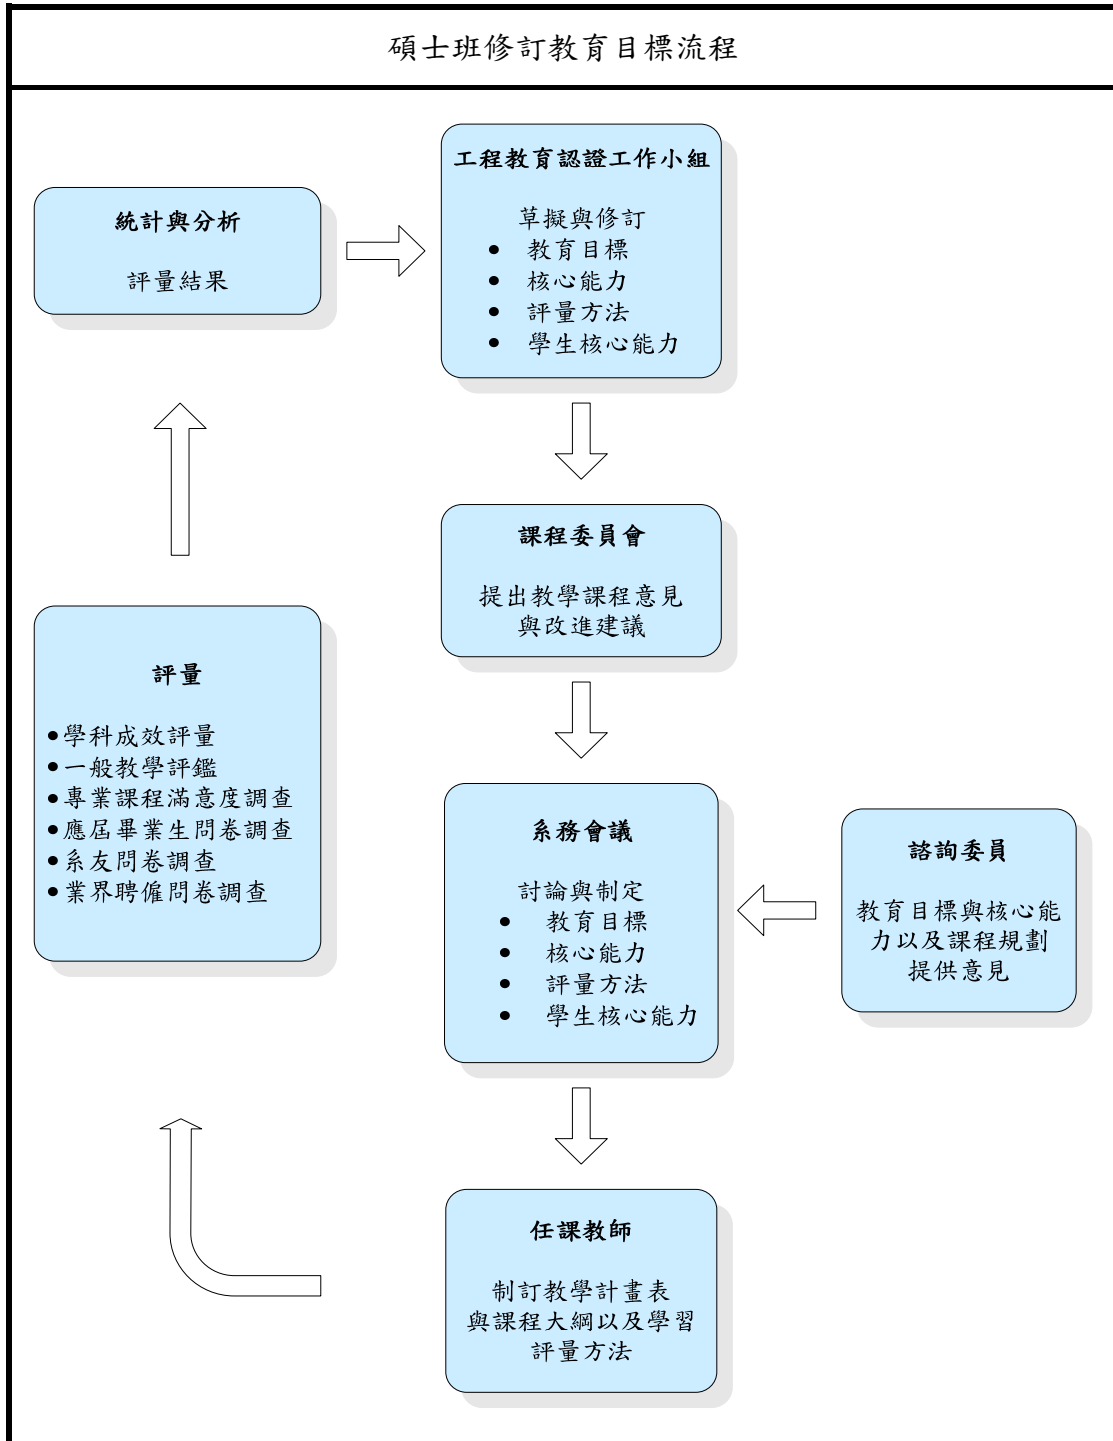 碩士班修訂教育目標流程
工程教育認證工作小組
草擬與修訂
• 教育目標
• 核心能力
• 評量方法
• 學生核心能力
統計與分析
評量結果
課程委員會
提出教學課程意見
與改進建議
評量
•學科成效評量
•一般教學評鑑
•專業課程滿意度調查
•應屆畢業生問卷調查
•系友問卷調查
•業界聘僱問卷調查
系務會議
討論與制定
• 教育目標
• 核心能力
• 評量方法
• 學生核心能力
諮詢委員
教育目標與核心能
力以及課程規劃
提供意見
任課教師
制訂教學計畫表
與課程大綱以及學習
評量方法